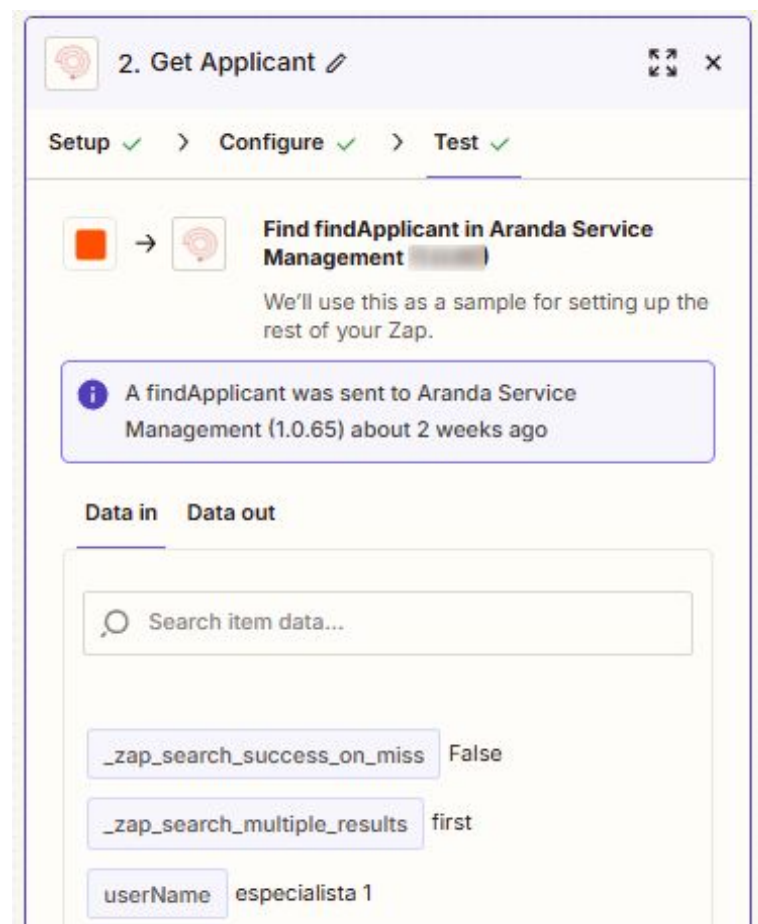 2. Get Applicant
Setup > Configure > Test
Find findApplicant in Aranda Service
Management
We'll use this as a sample for setting up the
rest of your Zap.
A findApplicant was sent to Aranda Service
Management (1.0.65) about 2 weeks ago
Data in Data out
Search item data...
_zap_search_success_on_miss False
_zap_search_multiple_results first
userName especialista 1